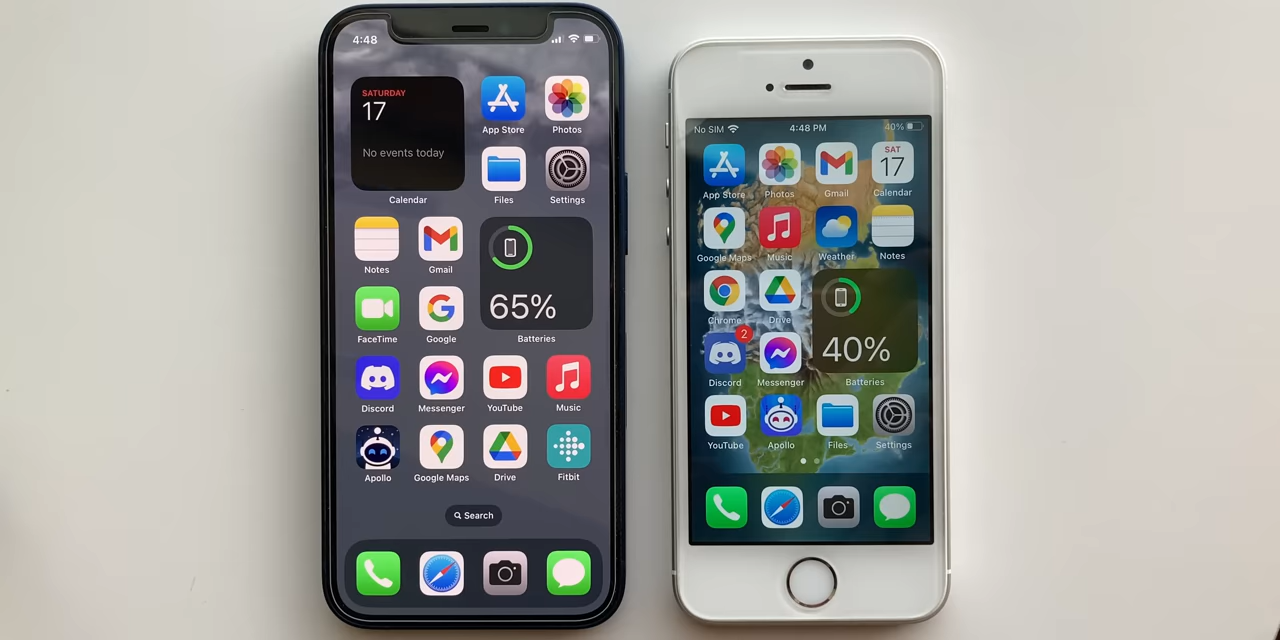 4:48
SATURDAY
17
No events today
Calendar
App Store
Photos
Files
Settings
Notes
Gmail
65%
Batteries
FaceTime
Google
Discord
Messenger
YouTube
Music
Apollo
Google Maps
Drive
Fitbit
Search
No SIM
4:48 PM
40%
App Store
Photos
Gmail
SAT
17
Calendar
Google Maps
Music
Weather
Notes
Chrome
Drive
40%
Batteries
2
Discord
Messenger
YouTube
Apollo
Files
Settings